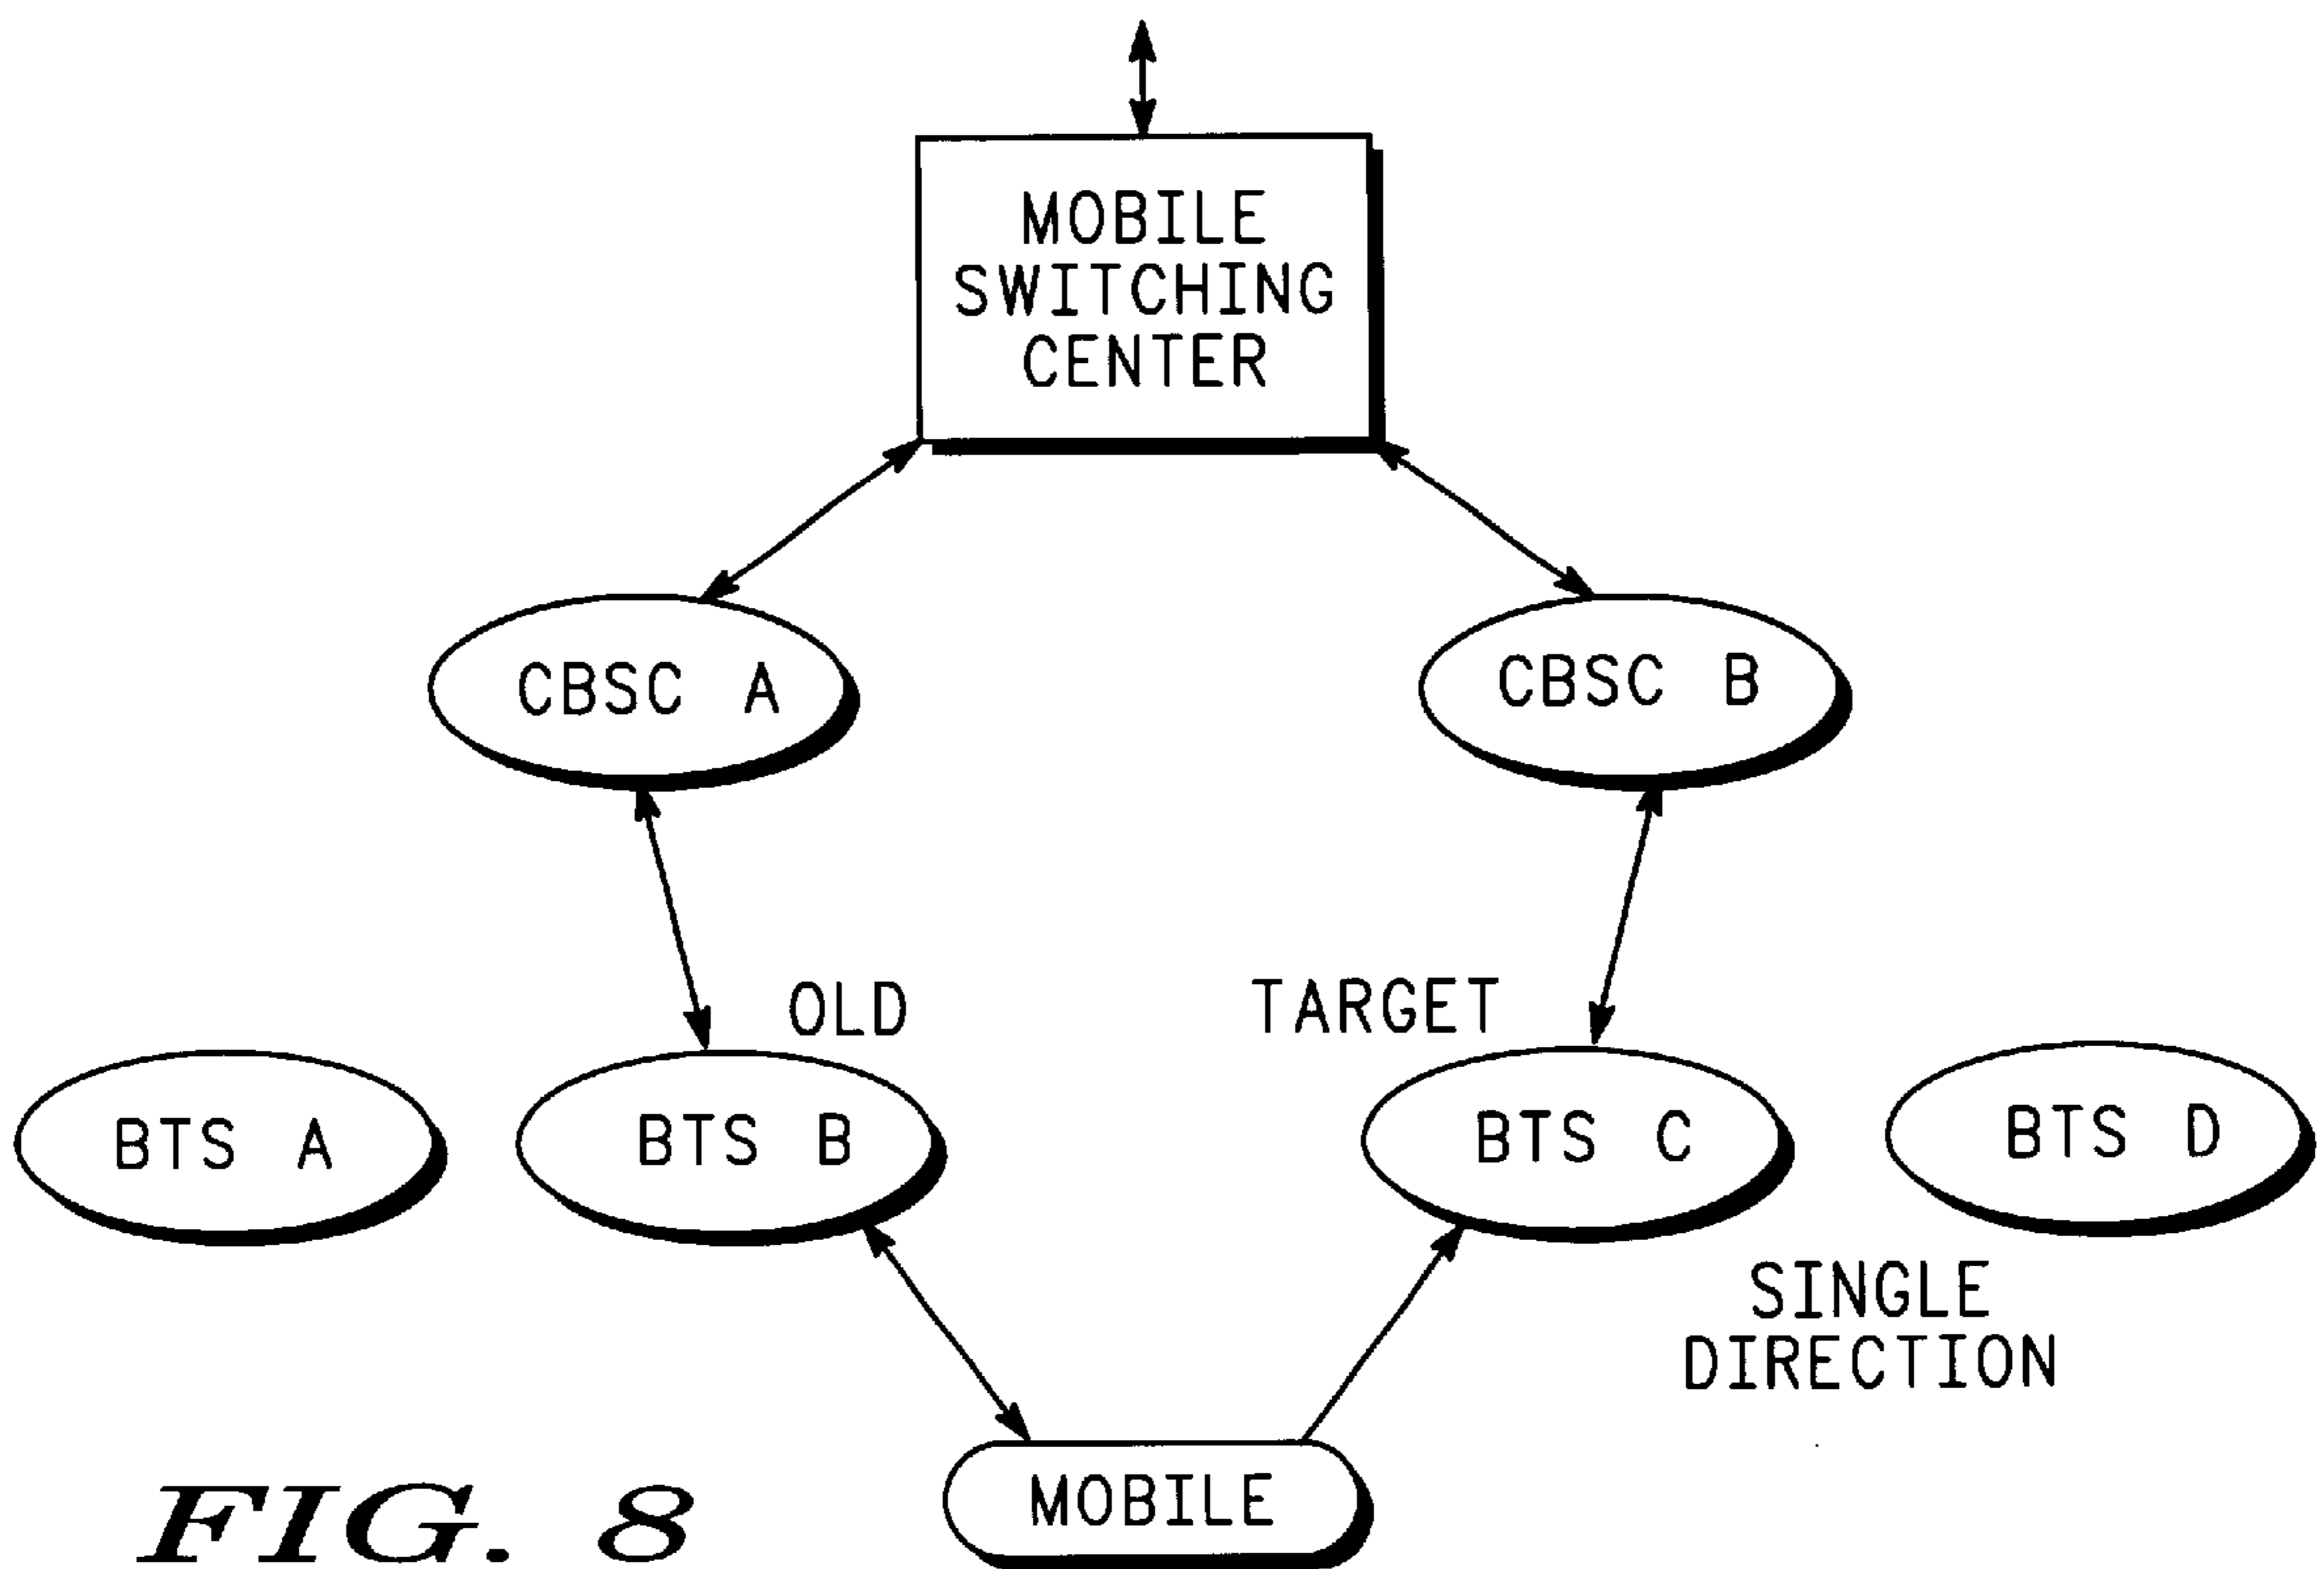 MOBILE
SWITCHING
CENTER
CBSC A
CBSC B
OLD
TARGET
BTS A
BTS B
BTS C
BTS D
SINGLE
DIRECTION
MOBILE
FIG. 8